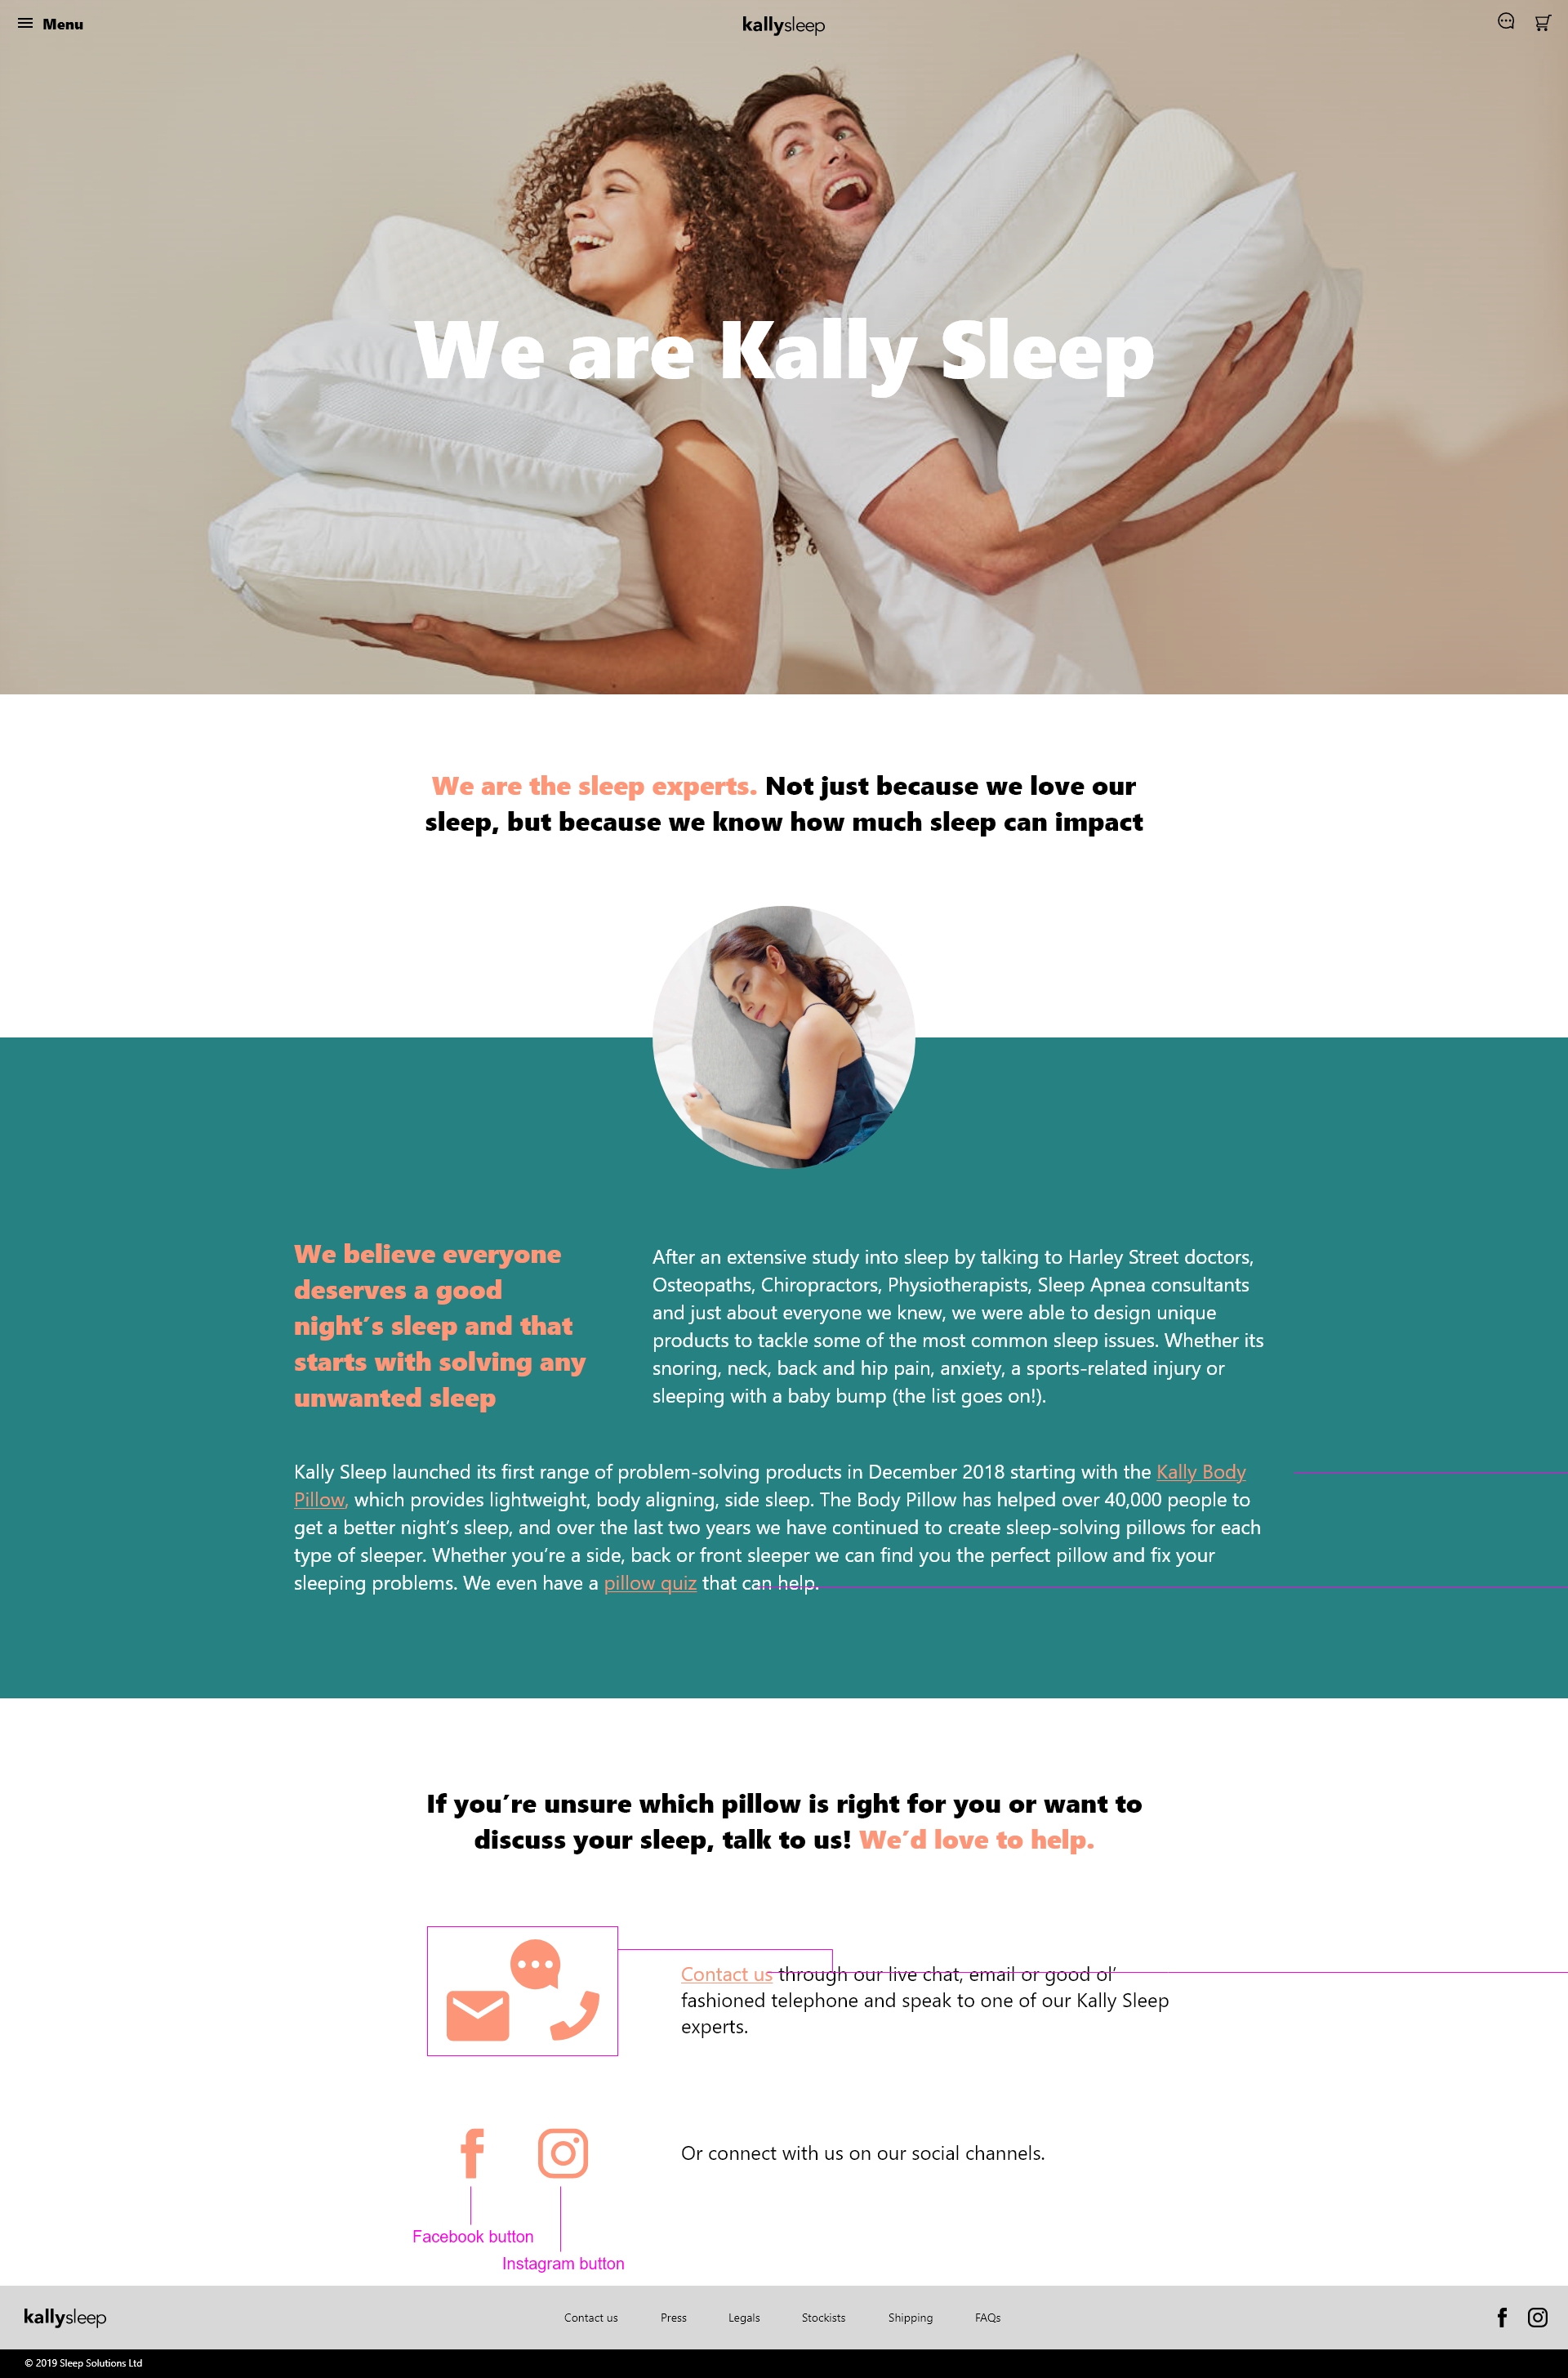 Menu
kallysleep
We are Kally Sleep
We are the sleep experts. Not just because we love our
sleep, but because we know how much sleep can impact
We believe everyone
deserves a good
night´s sleep and that
starts with solving any
unwanted sleep
After an extensive study into sleep by talking to Harley Street doctors,
Osteopaths, Chiropractors, Physiotherapists, Sleep Apnea consultants
and just about everyone we knew, we were able to design unique
products to tackle some of the most common sleep issues. Whether its
snoring, neck, back and hip pain, anxiety, a sports-related injury or
sleeping with a baby bump (the list goes on!).
Kally Sleep launched its first range of problem-solving products in December 2018 starting with the Kally Body
Pillow, which provides lightweight, body aligning, side sleep. The Body Pillow has helped over 40,000 people to
get a better night’s sleep, and over the last two years we have continued to create sleep-solving pillows for each
type of sleeper. Whether you’re a side, back or front sleeper we can find you the perfect pillow and fix your
sleeping problems. We even have a pillow quiz that can help.
If you´re unsure which pillow is right for you or want to
discuss your sleep, talk to us! We´d love to help.
Contact us through our live chat, email or good ol’
fashioned telephone and speak to one of our Kally Sleep
experts.
Or connect with us on our social channels.
Facebook button
Instagram button
kallysleep
Contact us Press Legals Stockists Shipping FAQs
© 2019 Sleep Solutions Ltd